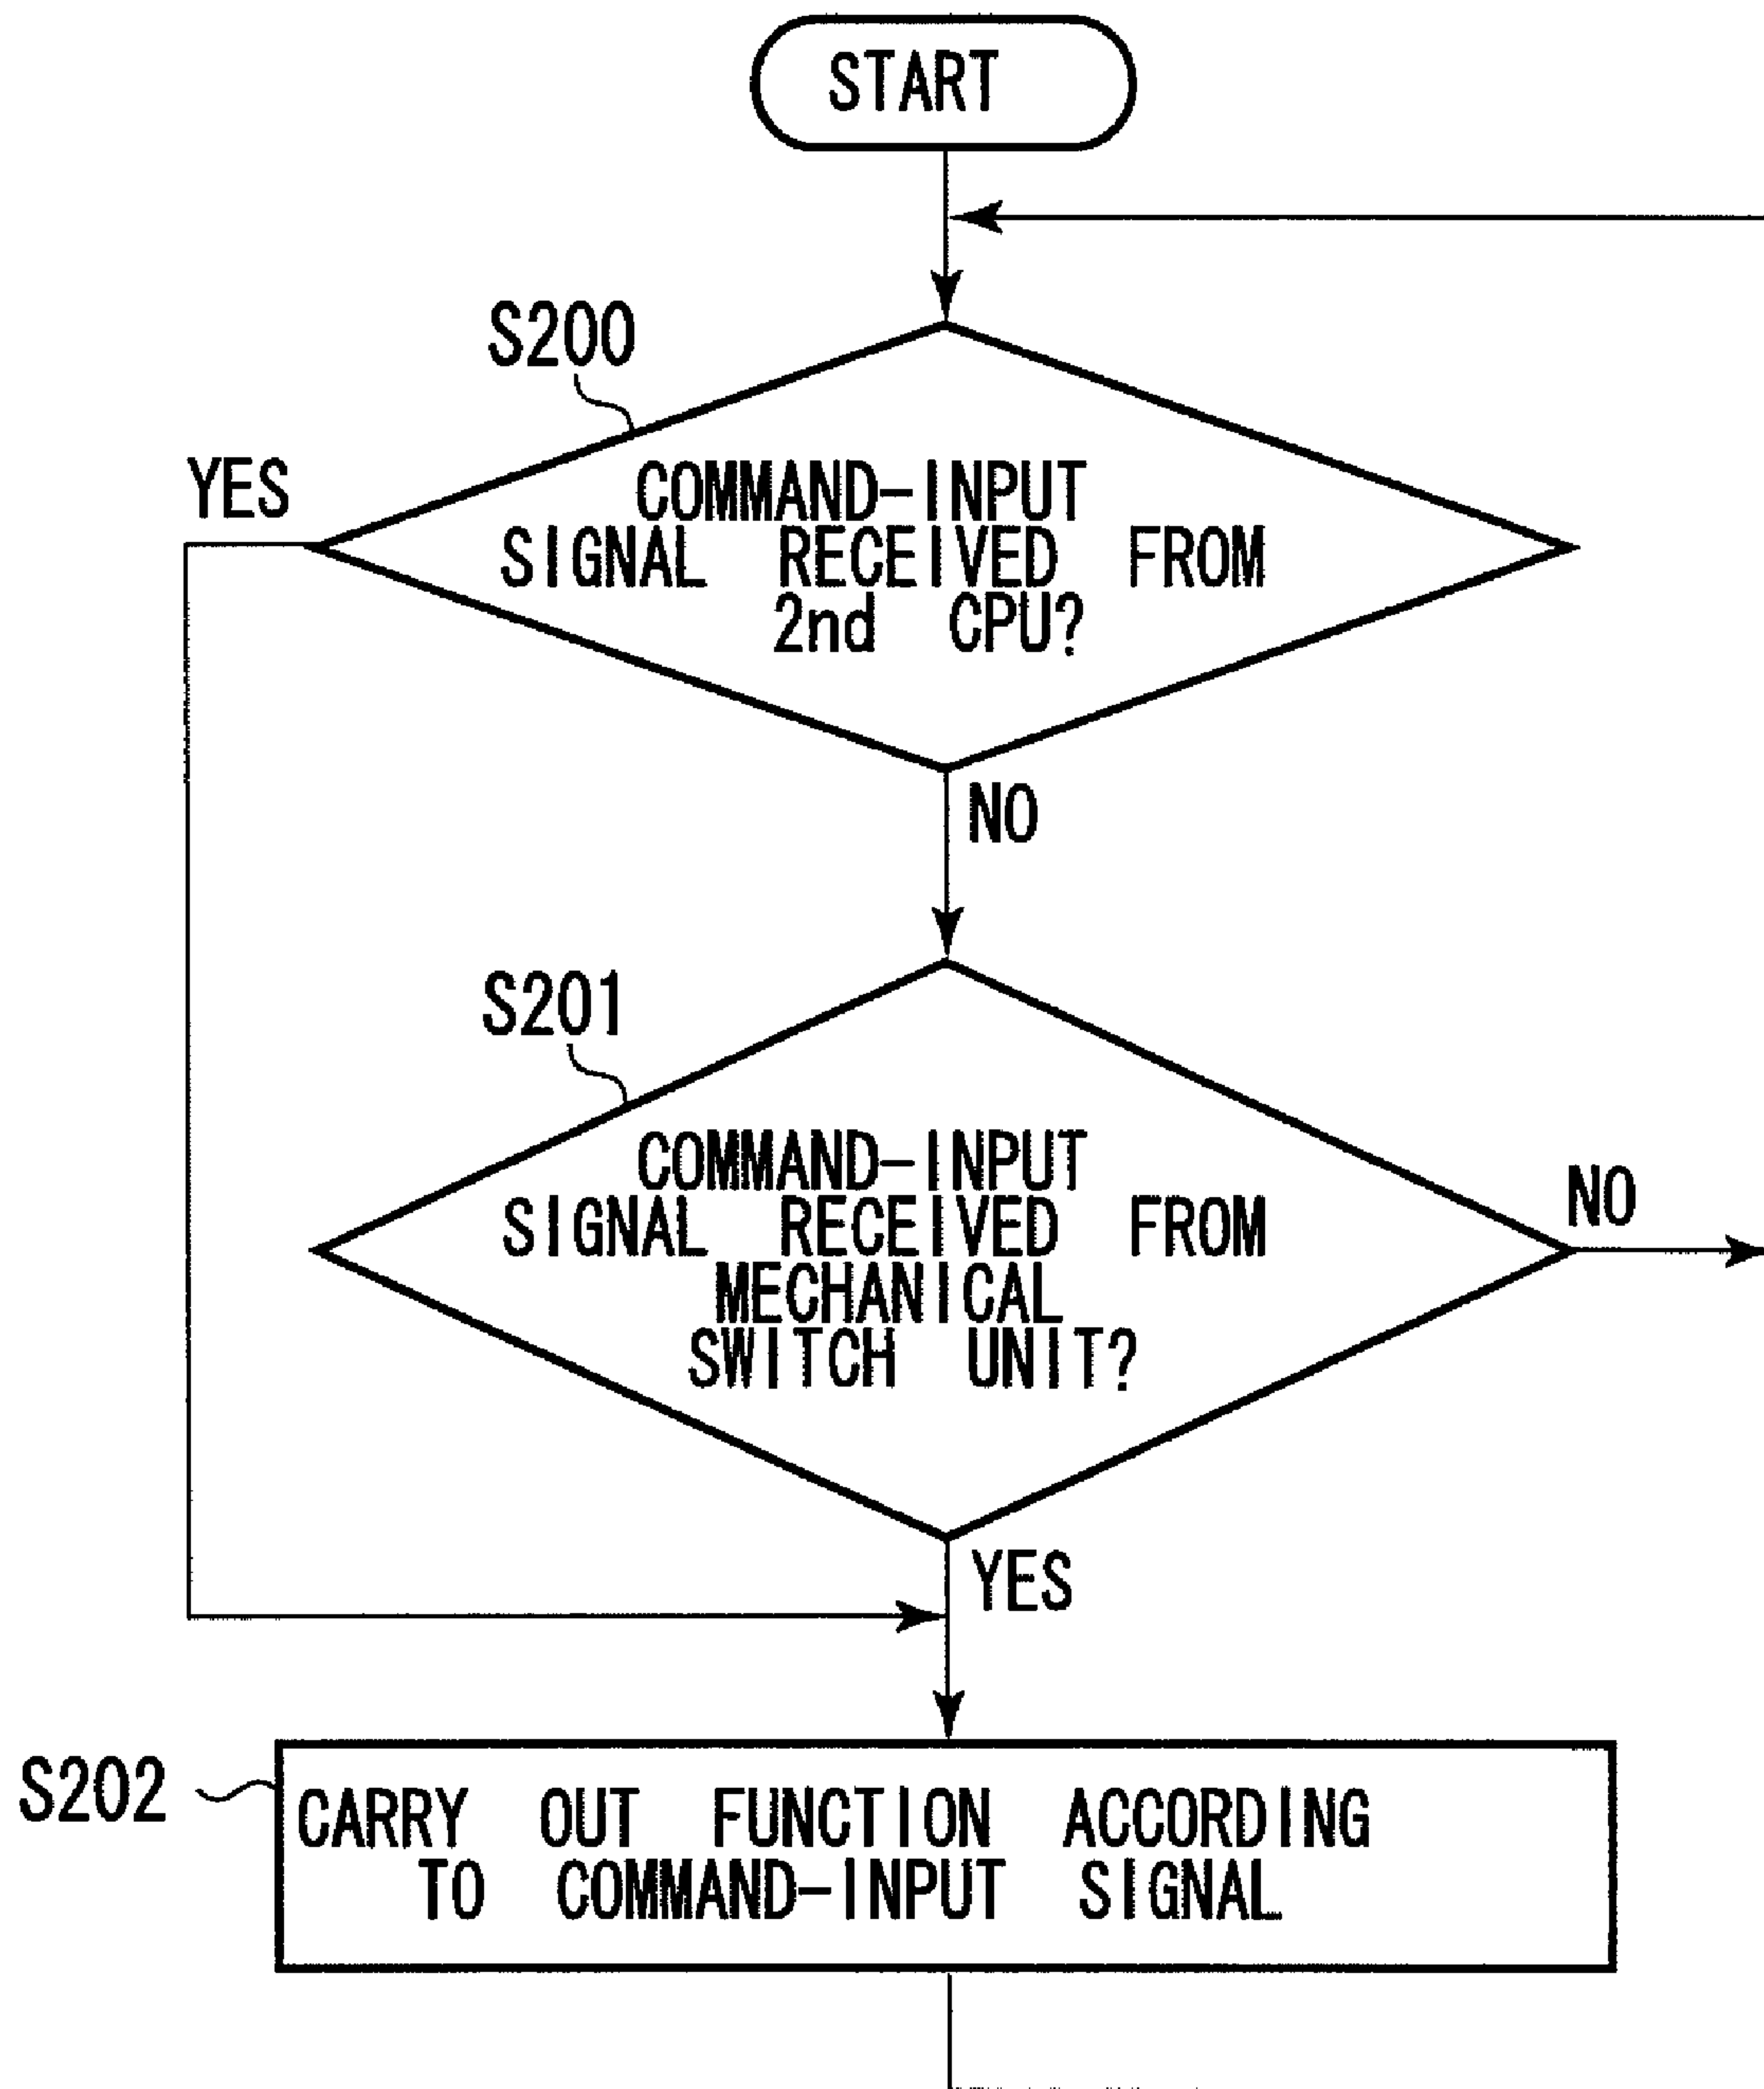 START
S200
YES
COMMAND-INPUT
SIGNAL RECEIVED FROM
2nd CPU?
NO
S201
COMMAND-INPUT
SIGNAL RECEIVED FROM
MECHANICAL
SWITCH UNIT?
NO
YES
S202
CARRY OUT FUNCTION ACCORDING
TO COMMAND-INPUT SIGNAL